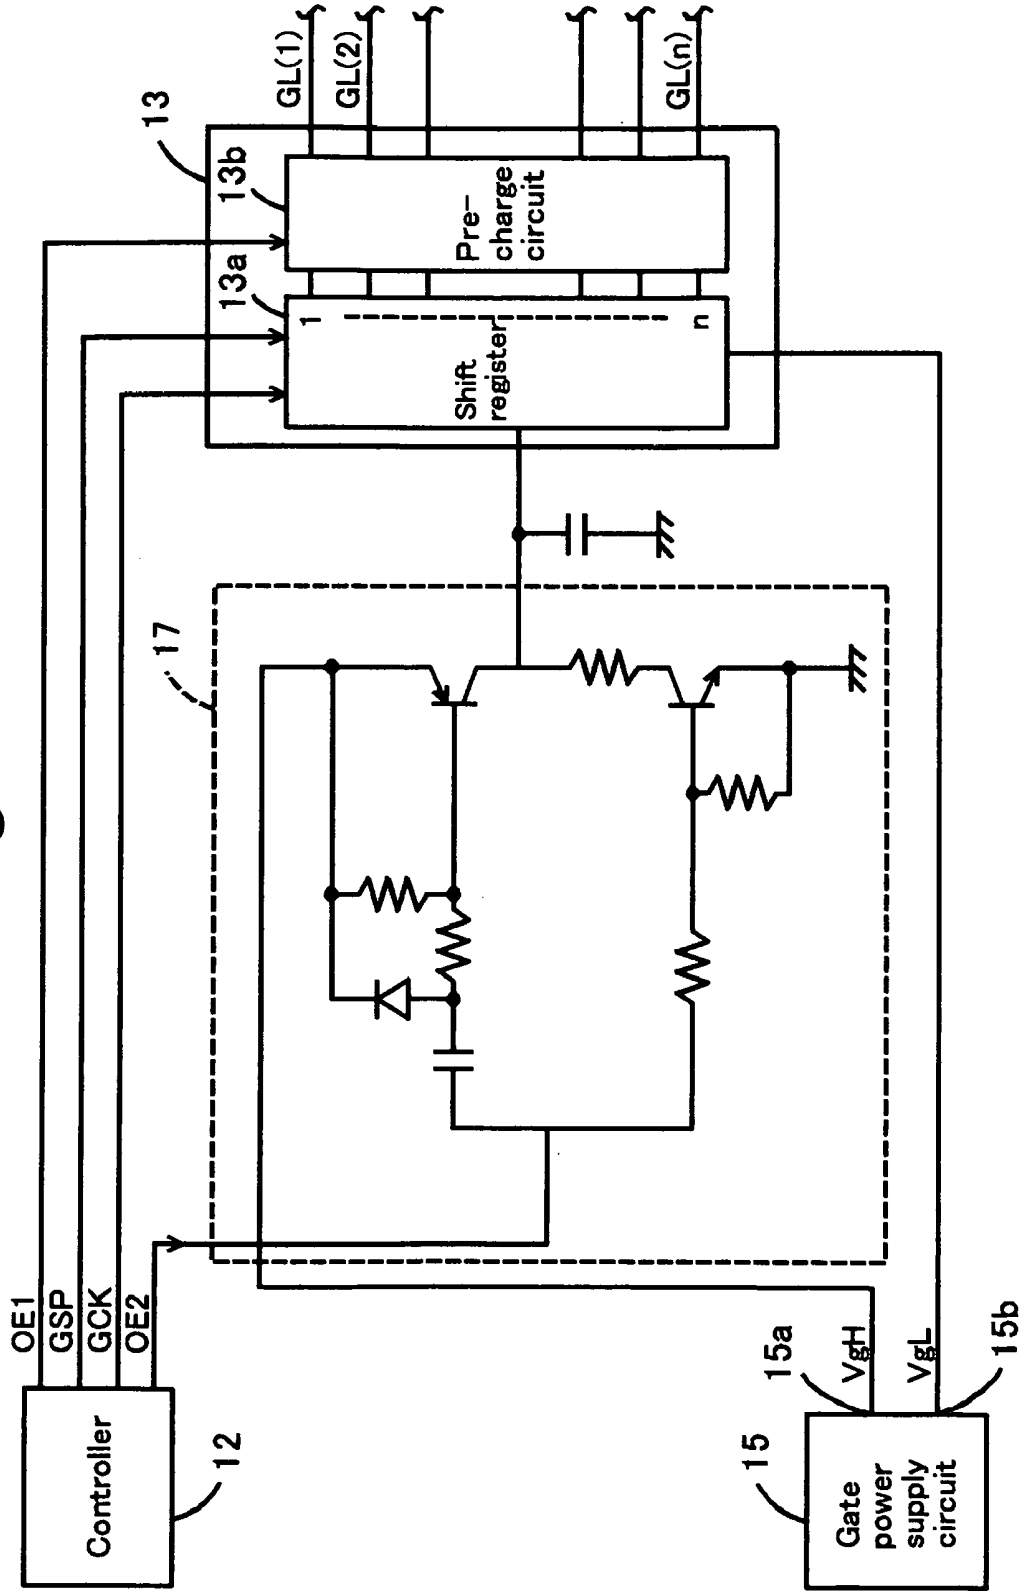 Controller
12
OE1
GSP
GCK
OE2
17
13
13a
13b
Shift
register
1
n
Pre-
charge
circuit
GL(1)
GL(2)
GL(n)
15
Gate
power
supply
circuit
15a
VgH
VgL
15b